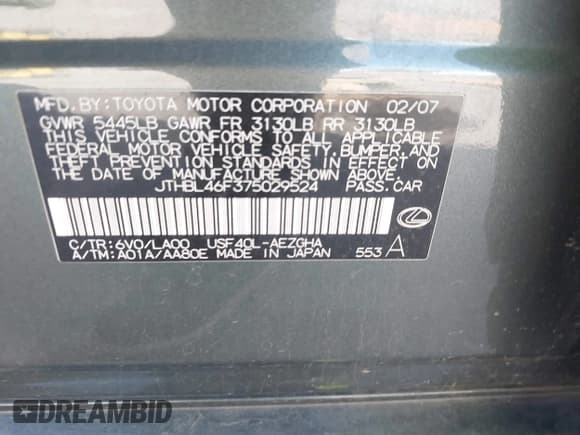 MFD. BY: TOYOTA MOTOR CORPORATION 02/07
GVWR 5445LB GAWR FR 3130LB RR 3130LB
THIS VEHICLE CONFORMS TO ALL APPLICABLE
FEDERAL MOTOR VEHICLE SAFETY, BUMPER, AND
THEFT PREVENTION STANDARDS IN EFFECT ON
THE DATE OF MANUFACTURE SHOWN ABOVE.
JTHBL46F375029524 PASS. CAR
C/TR: 6V0/LA00 USF40L-AEZGHA
A/TM: A01A/AA80E MADE IN JAPAN 553 A
DREAMBID